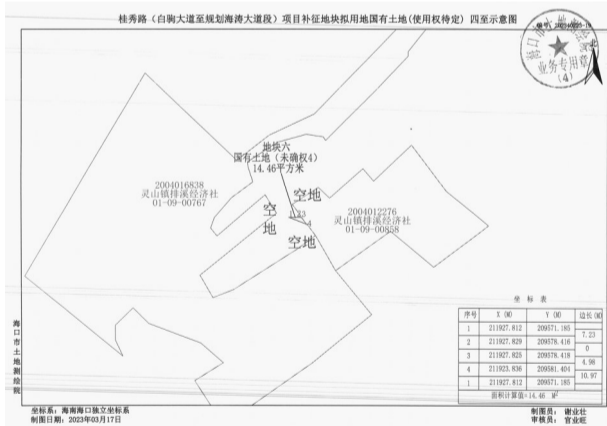 桂秀路（白驹大道至规划海涛大道段）项目补征地块拟用地国有土地(使用权待定）四至示意图
业务专用章
（4）
地块六
国有土地（未确权4）
14.46平方米
2004016838
灵山镇排溪经济社
01-09-00767
空地
空地
2004012276
灵山镇排溪经济社
01-09-00858
空地
坐 标 表
序号 X (M) Y (M) 边长(M)
1 211927.812 209571.185
7.23
2 211927.829 209578.416
0
3 211927.825 209578.418
4.98
4 211923.836 209581.404
10.97
1 211927.812 209571.185
面积计算值=14.46 M²
海口市土地测绘院
坐标系：海南海口独立坐标系
制图日期：2023年03月17日
制图员：谢业壮
审核员：官业旺